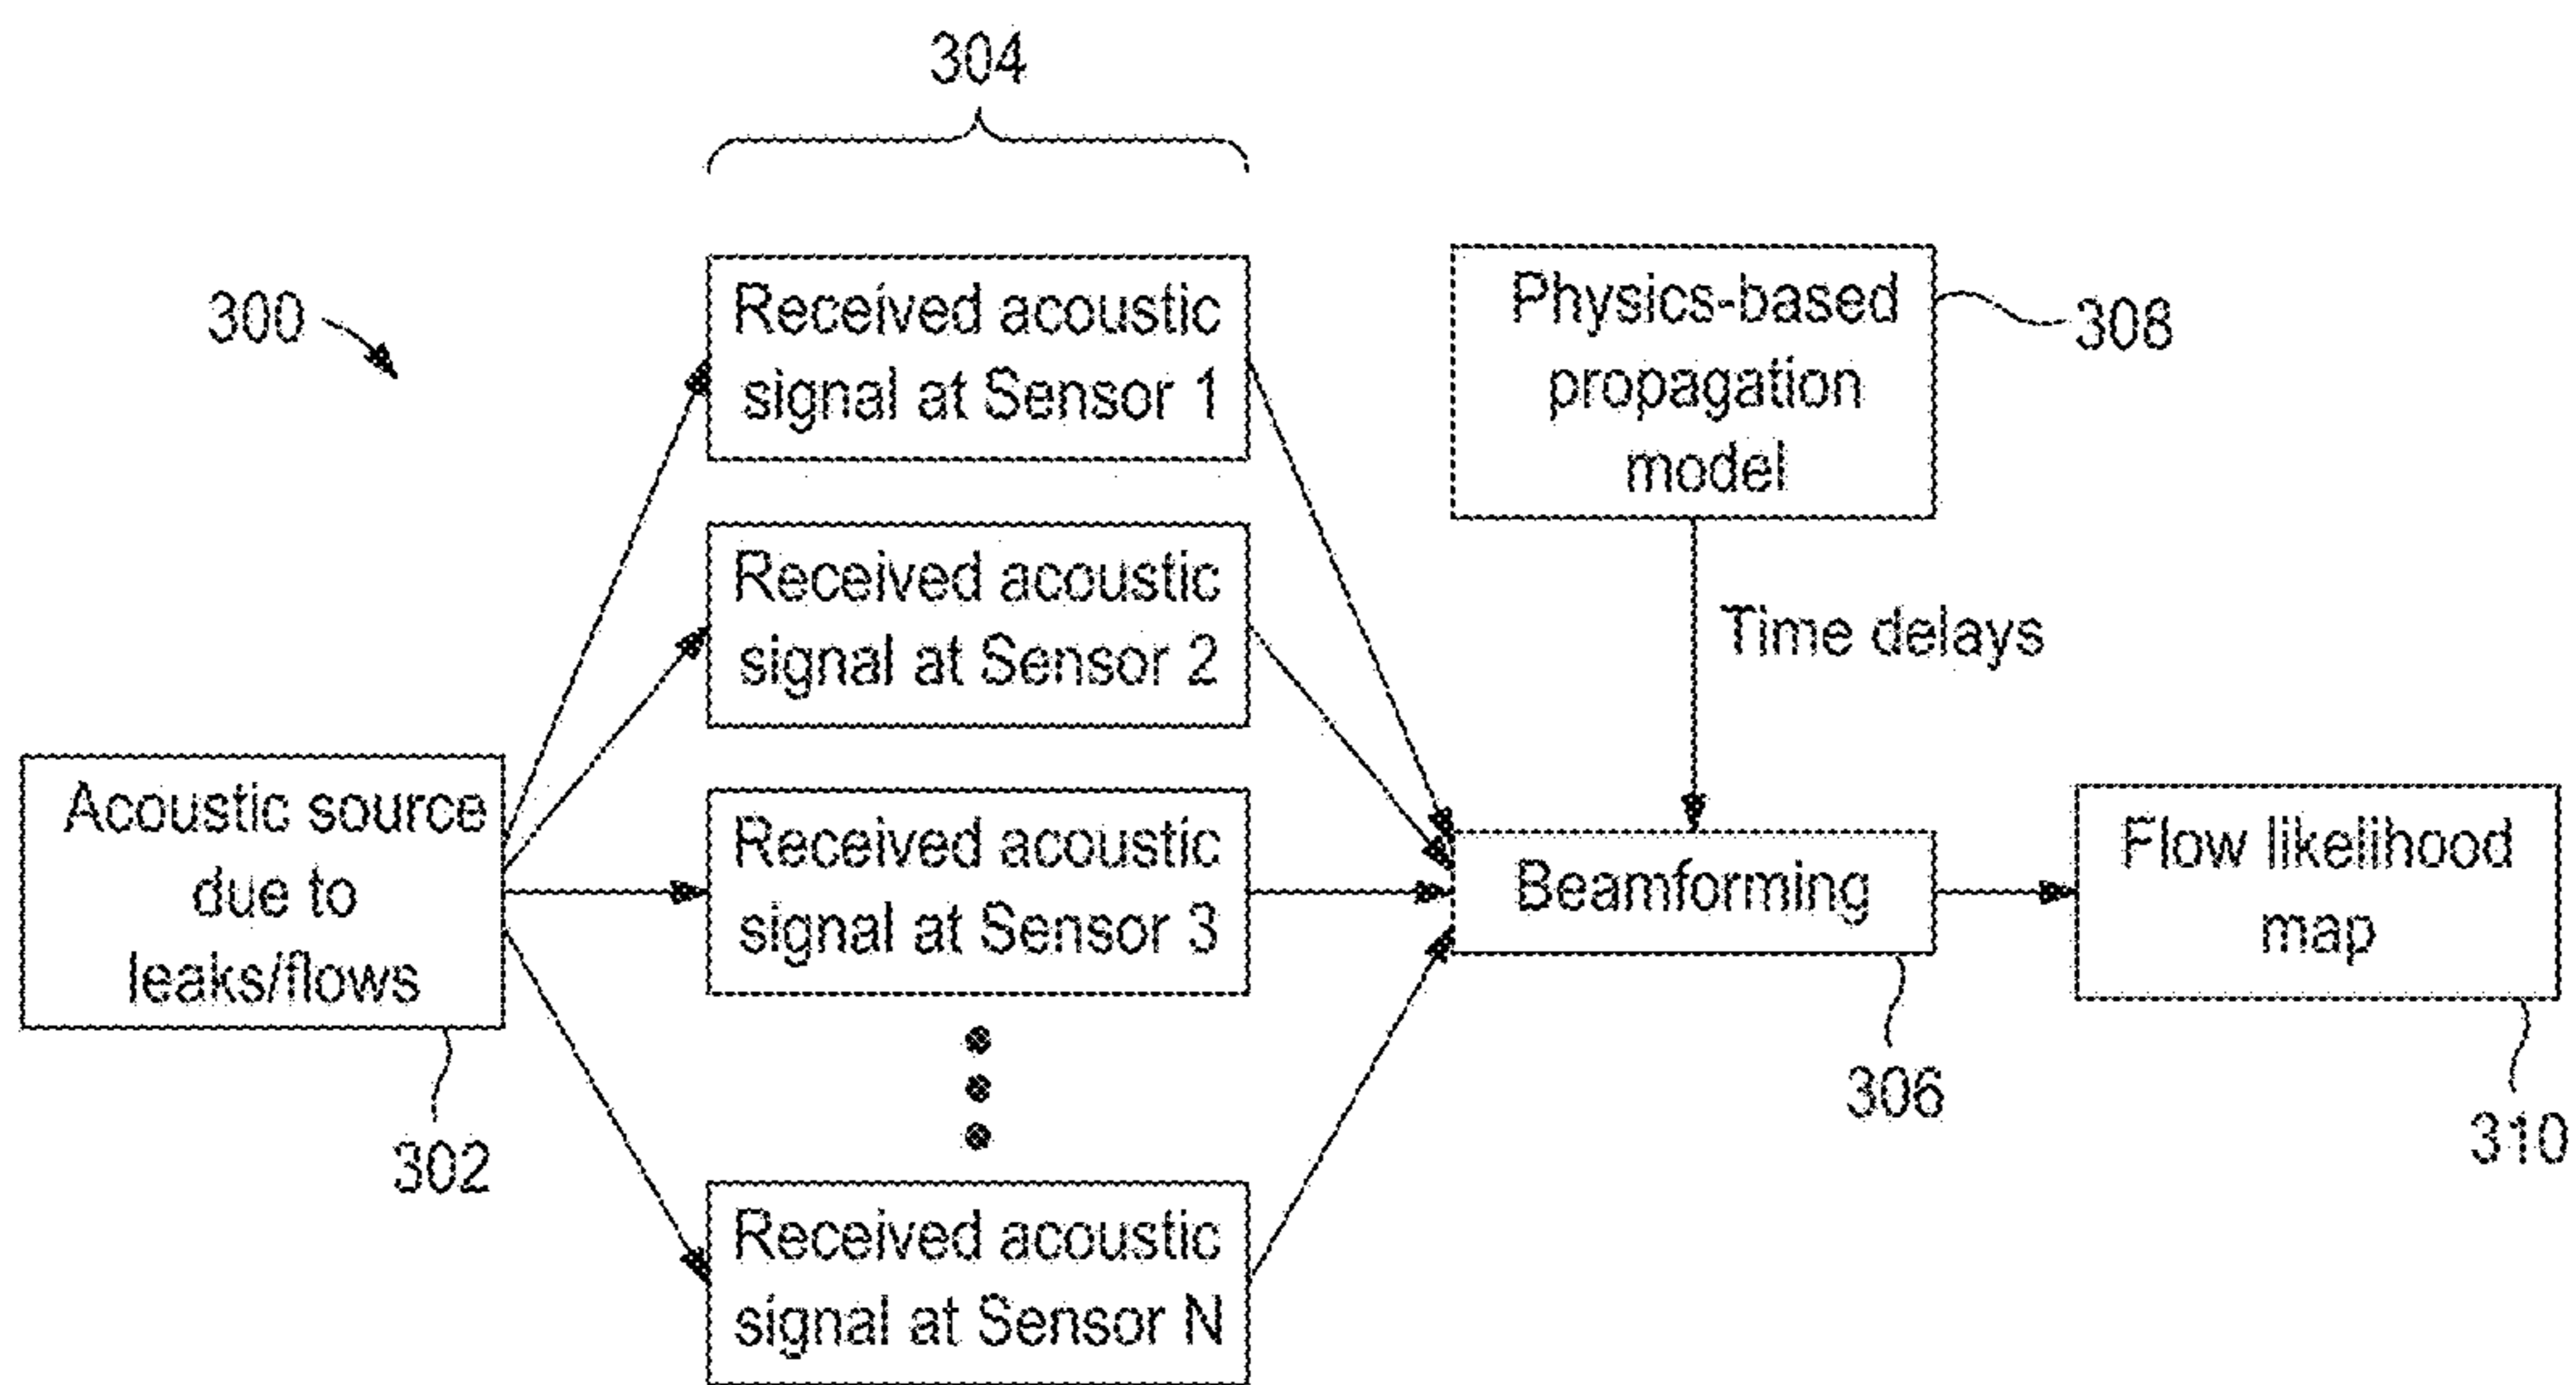 304
300
Received acoustic
signal at Sensor 1
Physics-based
propagation
model
308
Received acoustic
signal at Sensor 2
Time delays
Acoustic source
due to
leaks/flows
302
Received acoustic
signal at Sensor 3
Beamforming
306
Flow likelihood
map
310
Received acoustic
signal at Sensor N